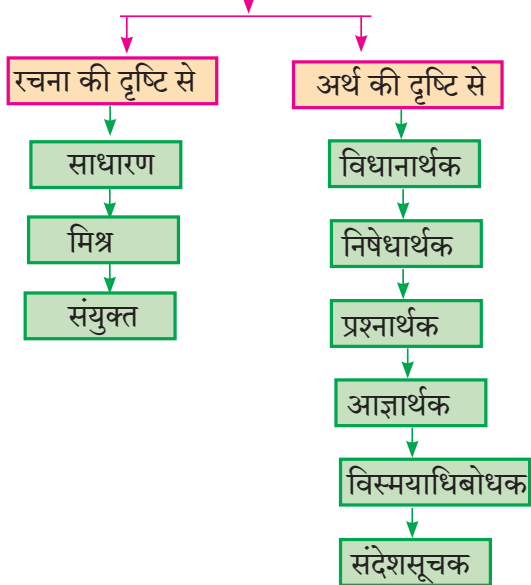 रचना की दृष्टि से
साधारण
मिश्र
संयुक्त
अर्थ की दृष्टि से
विधानार्थक
निषेधार्थक
प्रश्नार्थक
आज्ञार्थक
विस्मयाधिबोधक
संदेशसूचक